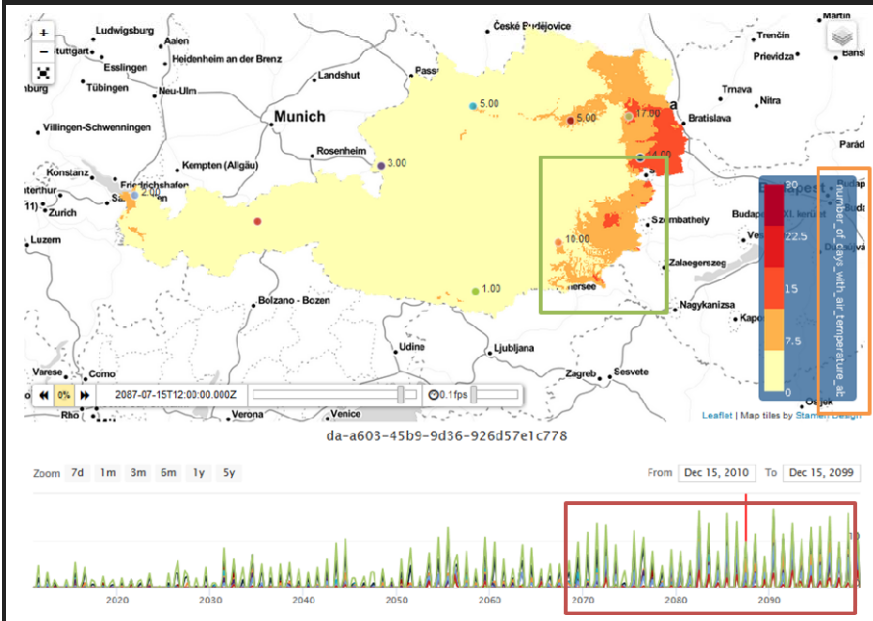 Ludwigsburg
Aalen
Stuttgart
Esslingen
Heidenheim an der Brenz
Tübingen
Neu-Ulm
Landshut
České Budějovice
Martin
Trenčín
Prievidza
Trnava
Nitra
Bratislava
Munich
Villingen-Schwenningen
Rosenheim
Kempten (Allgäu)
Konstanz
Friedrichshafen
Zurich
Luzern
5.00
5.00
17.00
3.00
2.00
10.00
1.00
Szombathely
Zalaegerszeg
Nagykanizsa
Budapest
Bolzano - Bozen
Udine
Ljubljana
Zagreb
Sesvete
Varese
Como
Verona
Venice
30
22.5
15
7.5
0
number_of_days_with_air_temperature_ab
0%
2087-07-15T12:00:00.000Z
0.1fps
Leaflet | Map tiles by Stamen Design
da-a603-45b9-9d36-926d57e1c778
Zoom 7d 1m 3m 6m 1y 5y
From Dec 15, 2010 To Dec 15, 2099
2020 2030 2040 2050 2060 2070 2080 2090